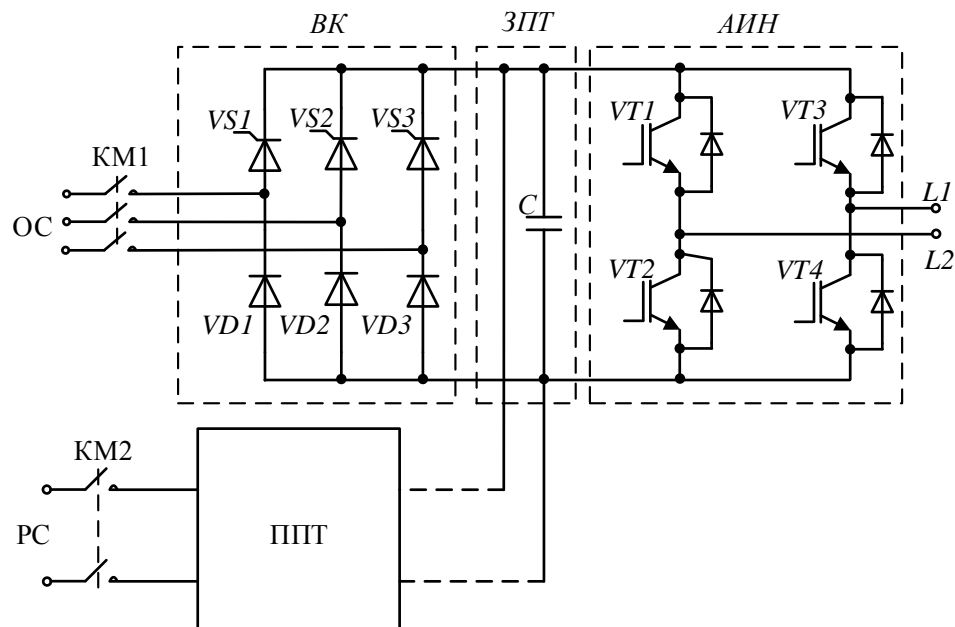 ВК
ЗПТ
АИН
VS1
VS2
VS3
VT1
VT3
КМ1
ОС
C
L1
L2
VT2
VT4
VD1
VD2
VD3
КМ2
РС
ППТ